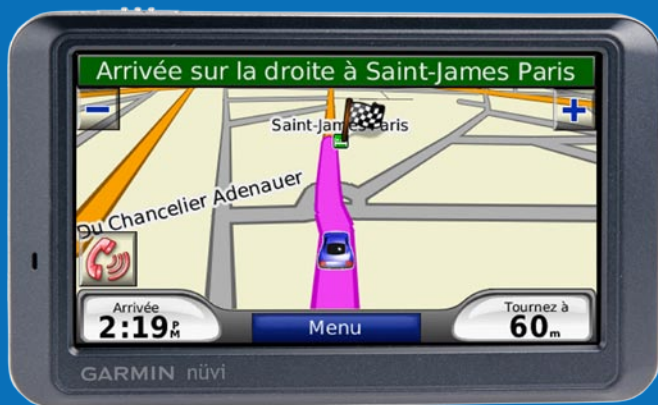 Arrivée sur la droite à Saint-James Paris
−
+
Saint-James Paris
Du Chancelier Adenauer
Arrivée
2:19PM
Menu
Tournez à
60m
GARMIN nüvi